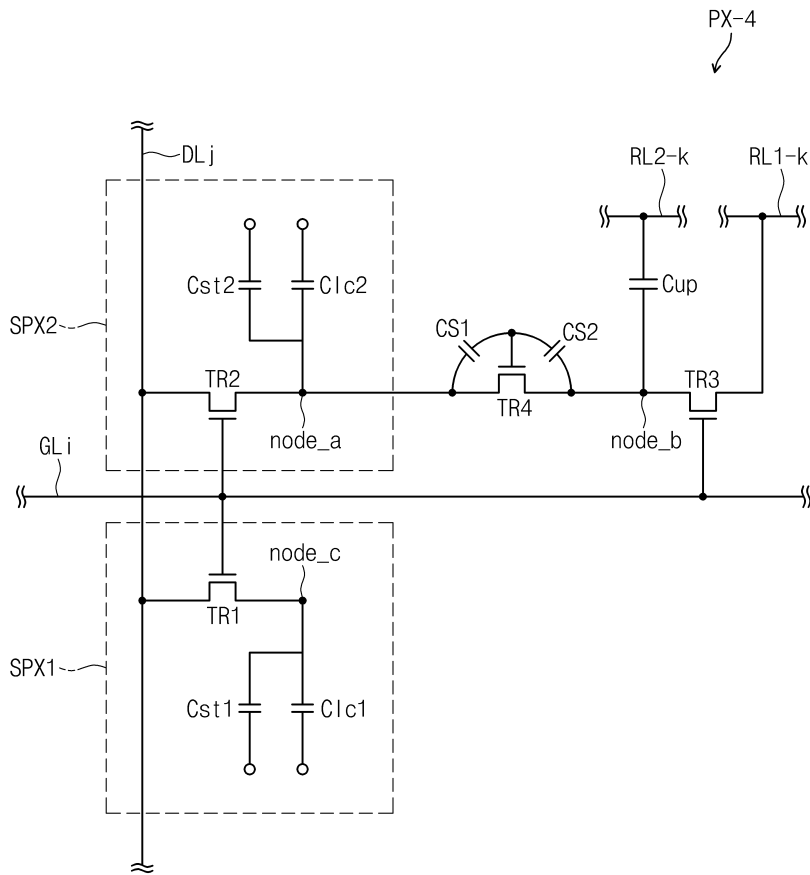 PX-4
DLj
RL2-k
RL1-k
Cst2
Clc2
Cup
SPX2
CS1
CS2
TR2
TR4
TR3
node_a
node_b
GLi
node_c
TR1
SPX1
Cst1
Clc1